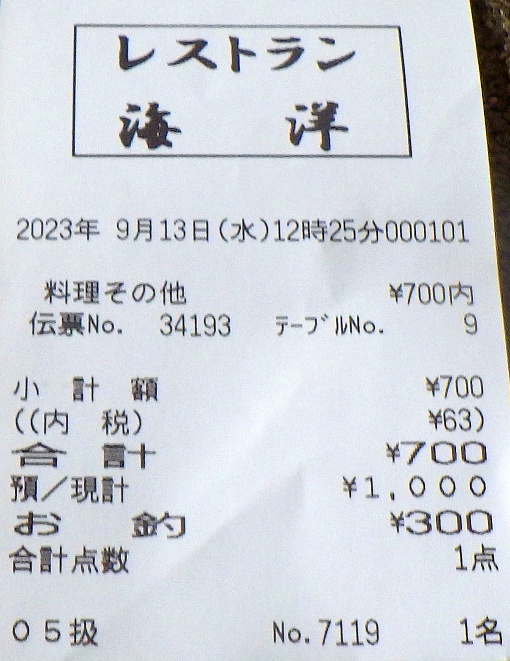 レストラン
海 洋
2023年 9月13日(水)12時25分000101
料理その他 ¥700内
伝票No. 34193 ﾃｰﾌﾞﾙNo. 9
小 計 額 ¥700
((内 税) ¥63)
合 計 ¥700
預/現計 ¥1,000
お 釣 ¥300
合計点数 1点
05扱 No.7119 1名